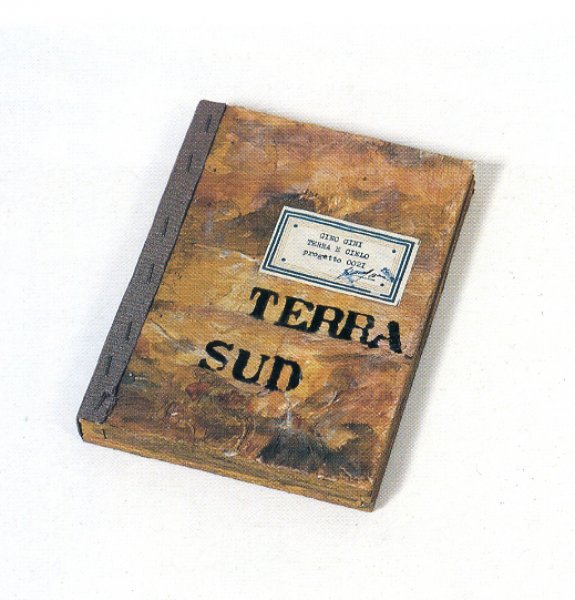 GINO GINI
TERRA E CIELO
progetto 0027
TERRA
SUD